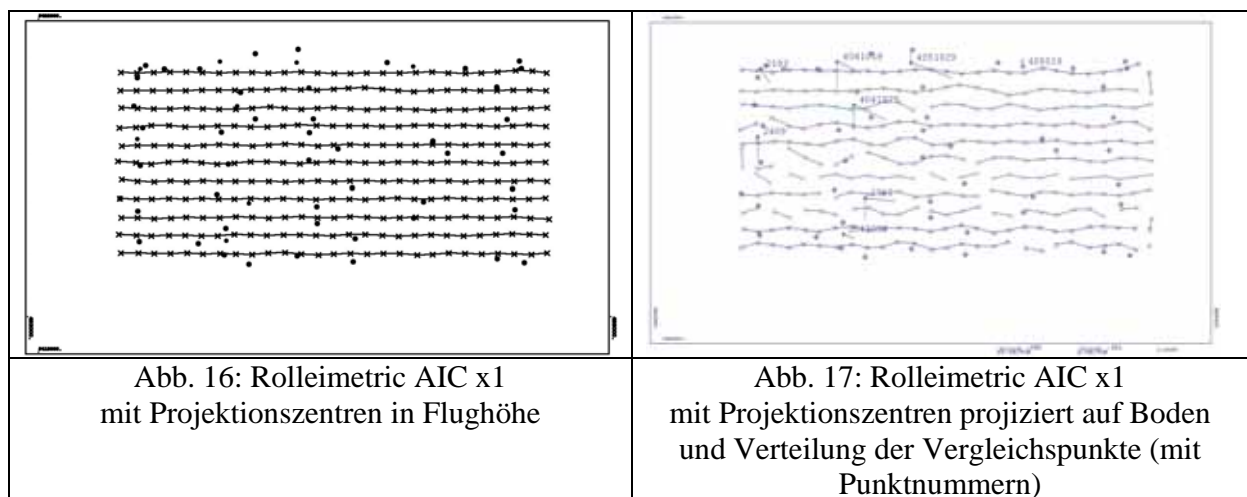 Abb. 16: Rolleimetric AIC x1
mit Projektionszentren in Flughöhe
Abb. 17: Rolleimetric AIC x1
mit Projektionszentren projiziert auf Boden
und Verteilung der Vergleichspunkte (mit
Punktnummern)